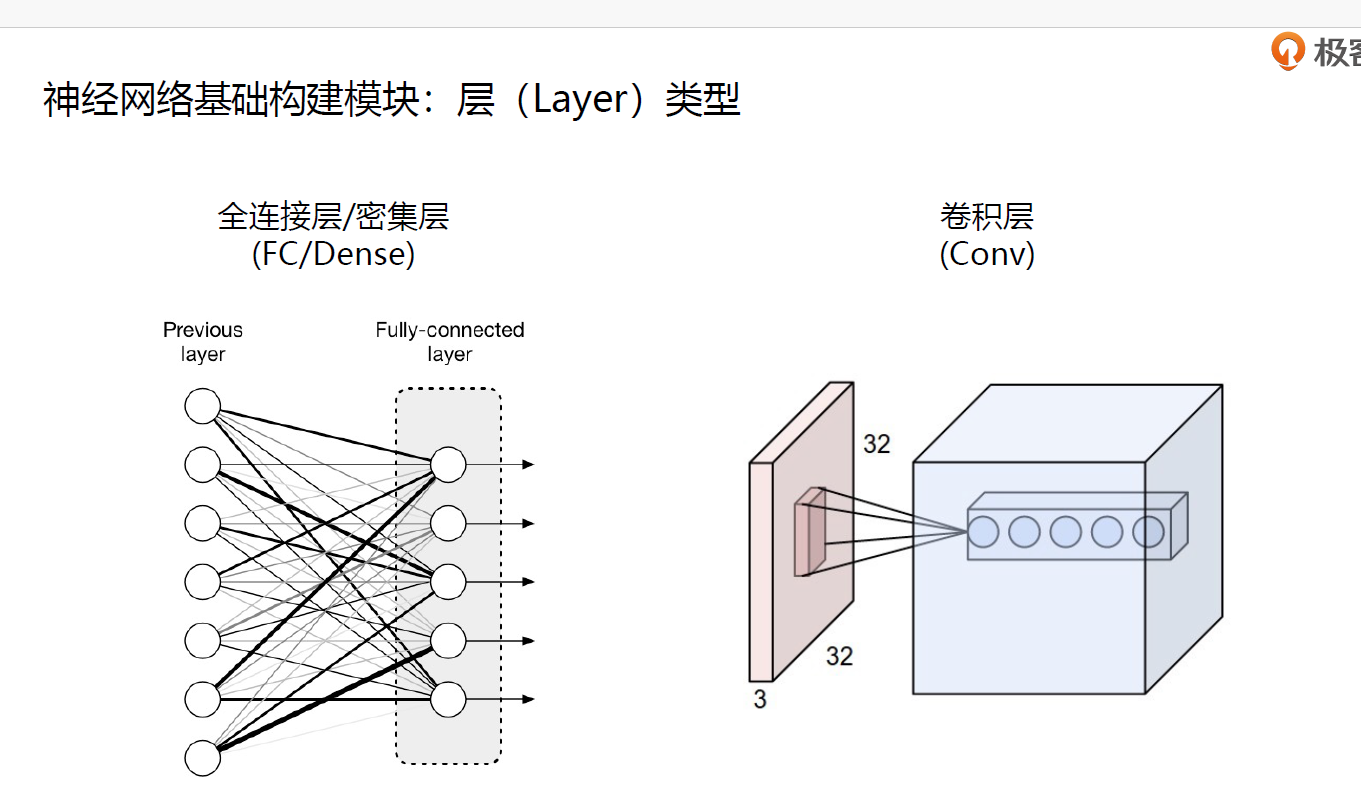 极客
神经网络基础构建模块：层（Layer）类型
全连接层/密集层
(FC/Dense)
卷积层
(Conv)
Previous
layer
Fully-connected
layer
32
32
3